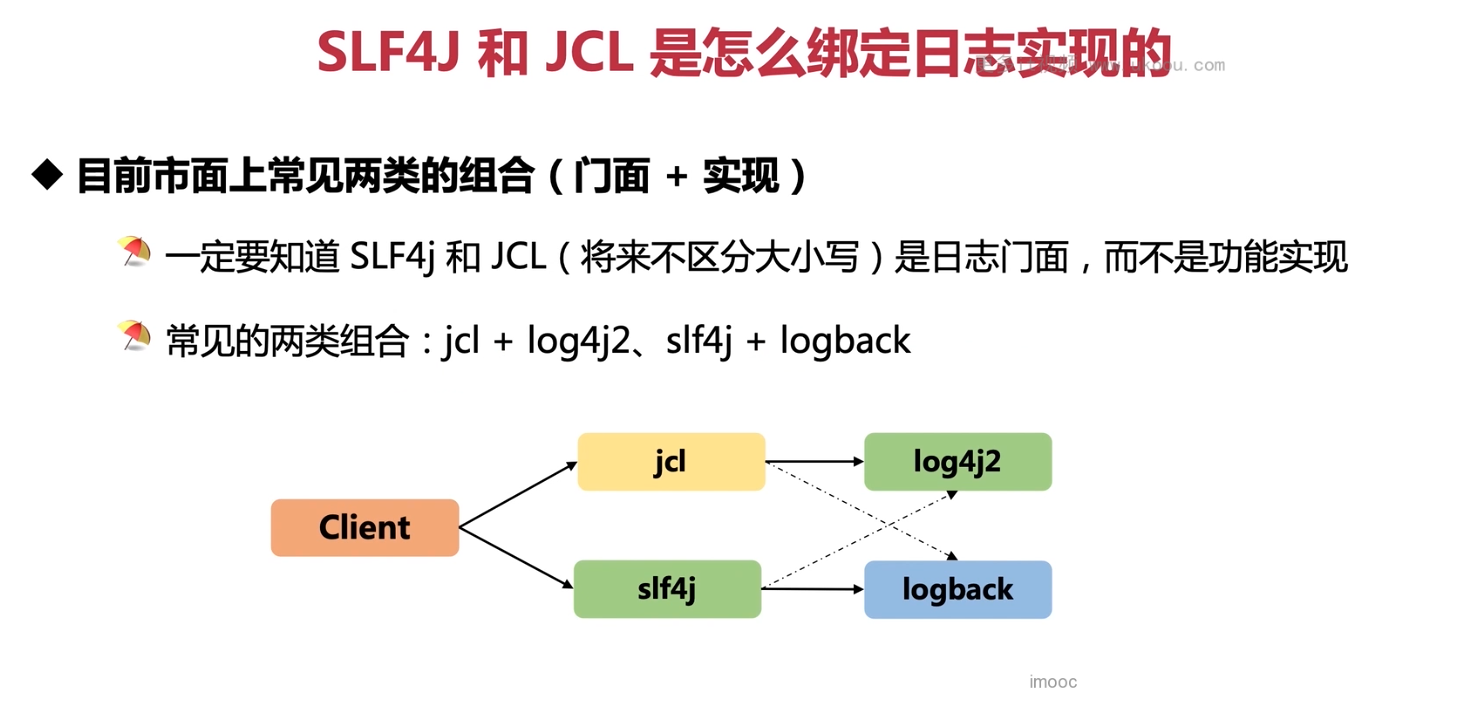 SLF4J 和 JCL 是怎么绑定日志实现的
目前市面上常见两类的组合（门面 + 实现）
一定要知道 SLF4j 和 JCL（将来不区分大小写）是日志门面，而不是功能实现
常见的两类组合：jcl + log4j2、slf4j + logback
jcl
log4j2
Client
slf4j
logback
imooc